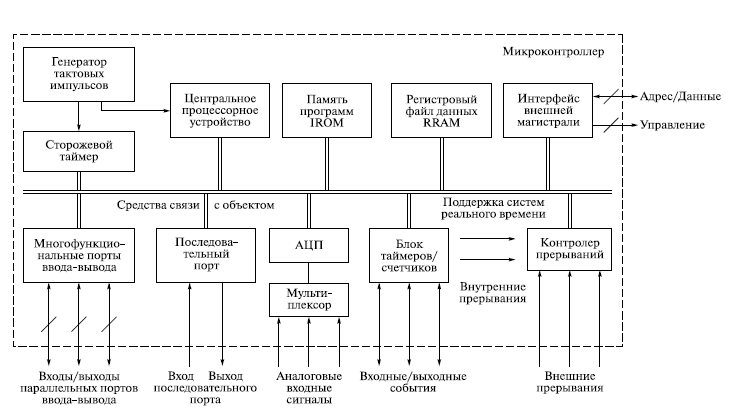 Микроконтроллер
Генератор
тактовых
импульсов
Центральное
процессорное
устройство
Память
программ
IROM
Регистровый
файл данных
RRAM
Интерфейс
внешней
магистрали
Адрес/Данные
Управление
Сторожевой
таймер
Средства связи с объектом
Поддержка систем
реального времени
Многофункцио-
нальные порты
ввода-вывода
Последова-
тельный
порт
АЦП
Мульти-
плексор
Блок
таймеров/
счетчиков
Внутренние
прерывания
Контролер
прерываний
Входы/выходы
параллельных портов
ввода-вывода
Вход Выход
последовательного
порта
Аналоговые
входные
сигналы
Входные/выходные
события
Внешние
прерывания